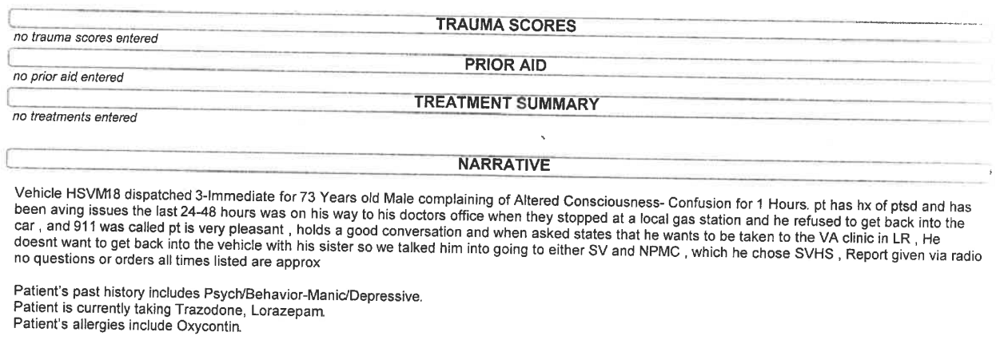 TRAUMA SCORES
no trauma scores entered
PRIOR AID
no prior aid entered
TREATMENT SUMMARY
no treatments entered
NARRATIVE
Vehicle HSVM18 dispatched 3-Immediate for 73 Years old Male complaining of Altered Consciousness- Confusion for 1 Hours. pt has hx of ptsd and has
been aving issues the last 24-48 hours was on his way to his doctors office when they stopped at a local gas station and he refused to get back into the
car , and 911 was called pt is very pleasant , holds a good conversation and when asked states that he wants to be taken to the VA clinic in LR , He
doesnt want to get back into the vehicle with his sister so we talked him into going to either SV and NPMC , which he chose SVHS , Report given via radio
no questions or orders all times listed are approx
Patient's past history includes Psych/Behavior-Manic/Depressive.
Patient is currently taking Trazodone, Lorazepam.
Patient's allergies include Oxycontin.